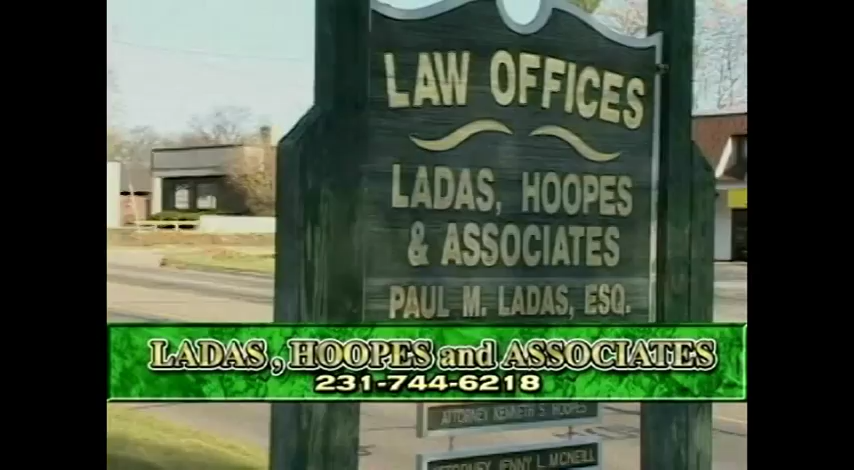 LAW OFFICES
LADAS, HOOPES
& ASSOCIATES
PAUL M. LADAS, ESQ.
LADAS, HOOPES and ASSOCIATES
231-744-6218
ATTORNEY KENNETH S. HOOPES
ATTORNEY JENNY L. MCNEILL